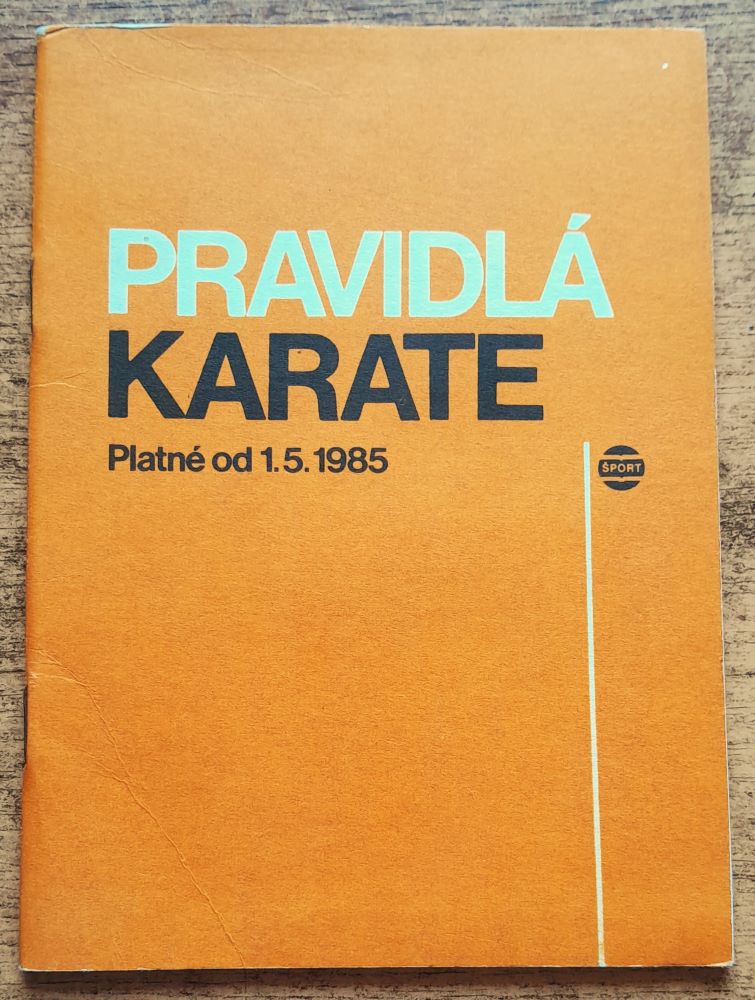 PRAVIDLÁ
KARATE
Platné od 1.5.1985
ŠPORT